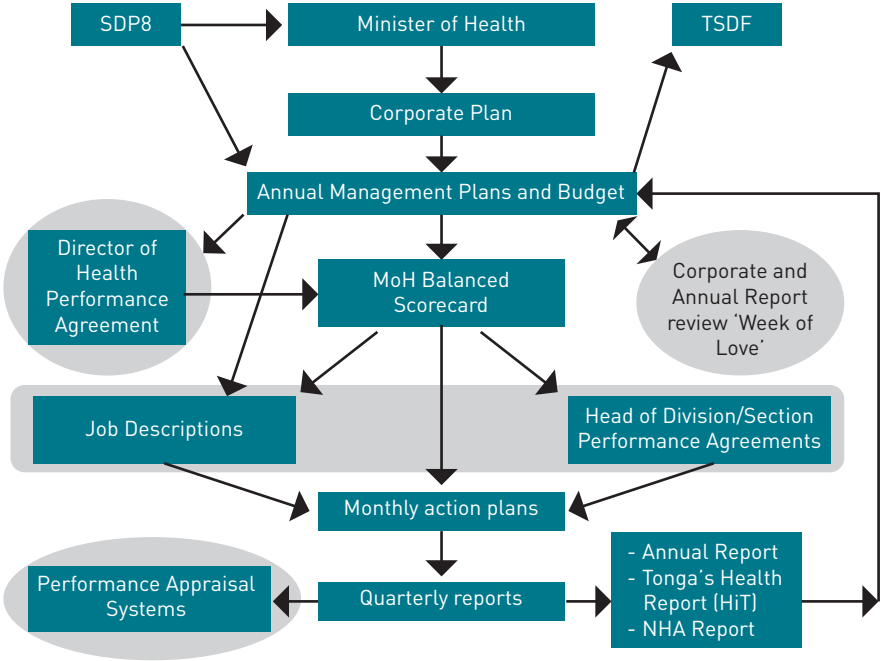 SDP8
Minister of Health
TSDF
Corporate Plan
Annual Management Plans and Budget
Director of
Health
Performance
Agreement
MoH Balanced
Scorecard
Corporate and
Annual Report
review ‘Week of
Love’
Job Descriptions
Head of Division/Section
Performance Agreements
Monthly action plans
Performance Appraisal
Systems
Quarterly reports
- Annual Report
- Tonga’s Health
Report (HiT)
- NHA Report